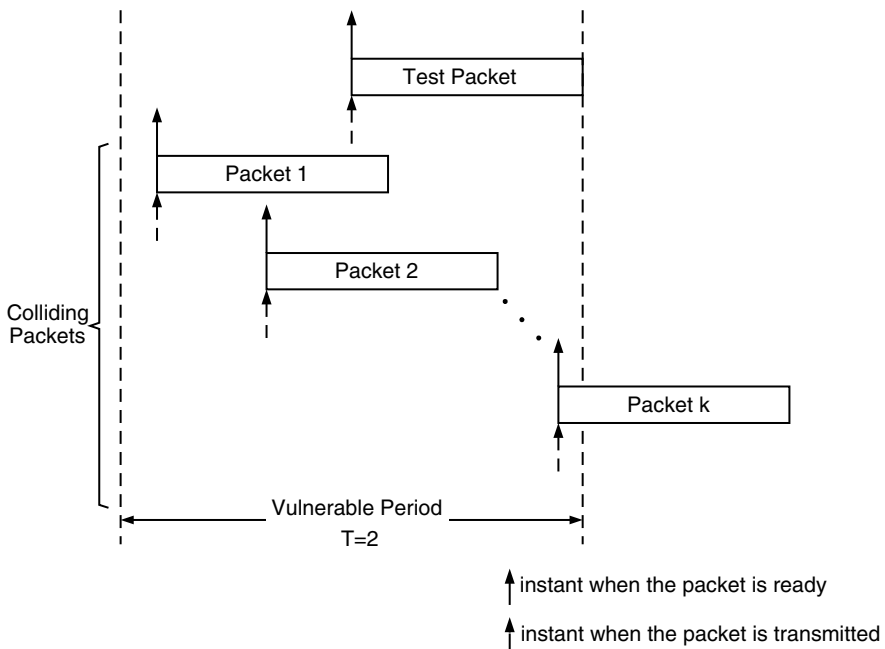 Test Packet
Packet 1
Packet 2
Colliding
Packets
Packet k
Vulnerable Period
T=2
instant when the packet is ready
instant when the packet is transmitted